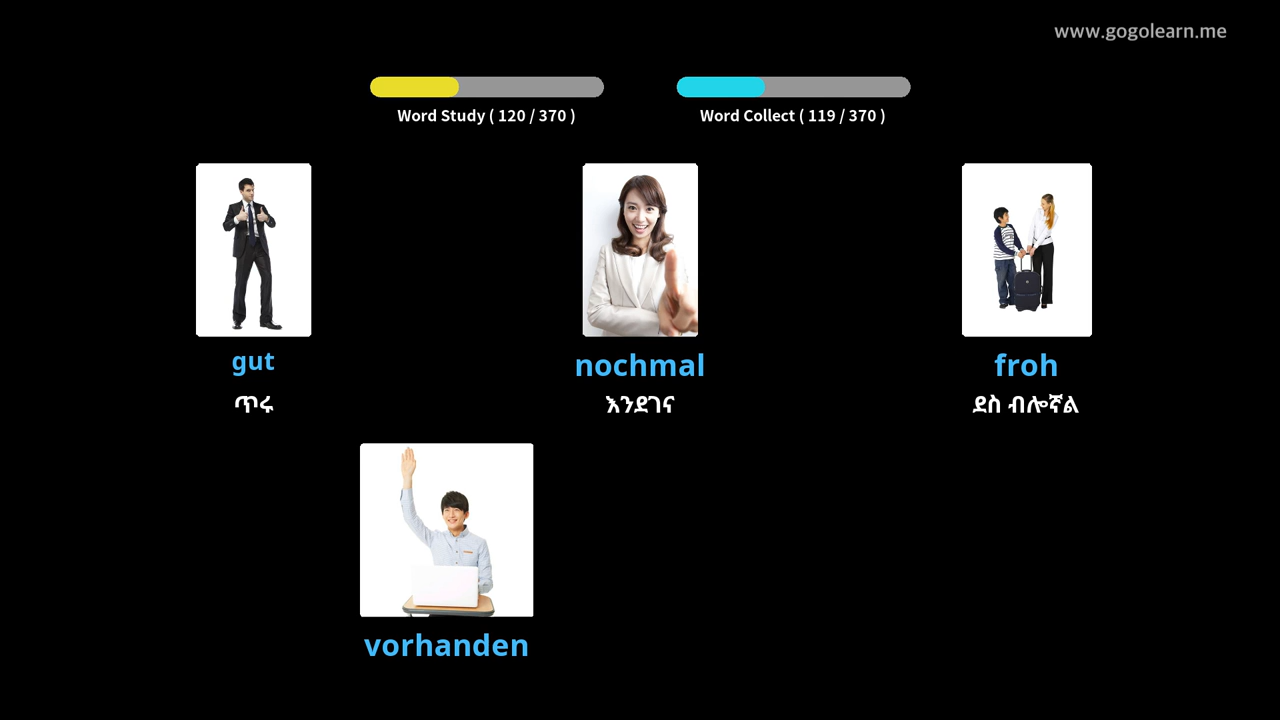 www.gogolearn.me
Word Study ( 120 / 370 )
Word Collect ( 119 / 370 )
gut
ጥሩ
nochmal
እንደገና
froh
ደስ ብሎኛል
vorhanden